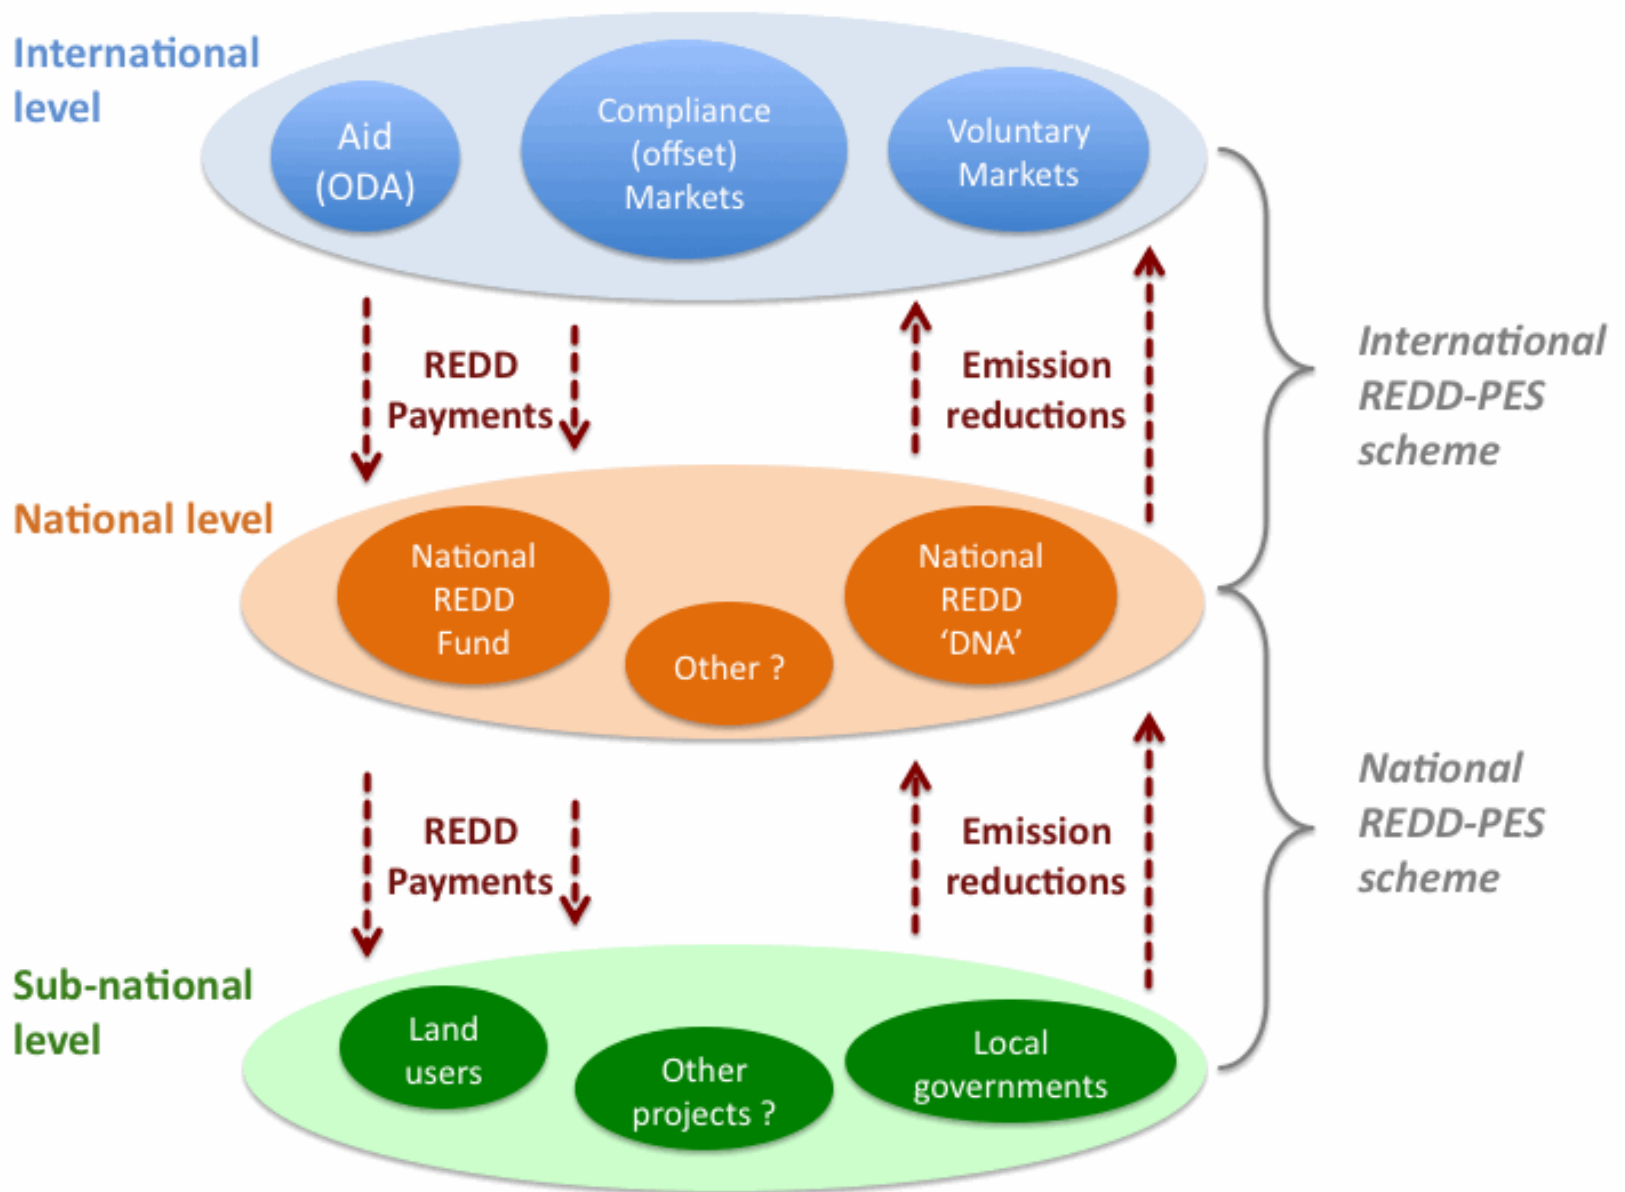 International
level
Aid
(ODA)
Compliance
(offset)
Markets
Voluntary
Markets
REDD
Payments
Emission
reductions
International
REDD-PES
scheme
National level
National
REDD
Fund
Other ?
National
REDD
‘DNA’
REDD
Payments
Emission
reductions
National
REDD-PES
scheme
Sub-national
level
Land
users
Other
projects ?
Local
governments